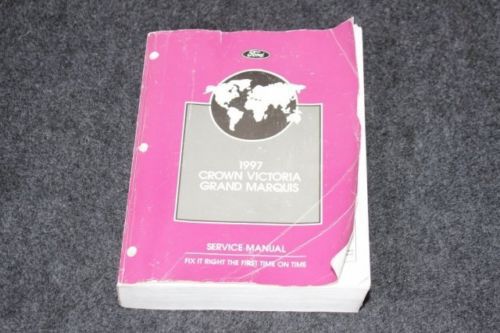 Ford
1997
CROWN VICTORIA
GRAND MARQUIS
SERVICE MANUAL
FIX IT RIGHT THE FIRST TIME ON TIME